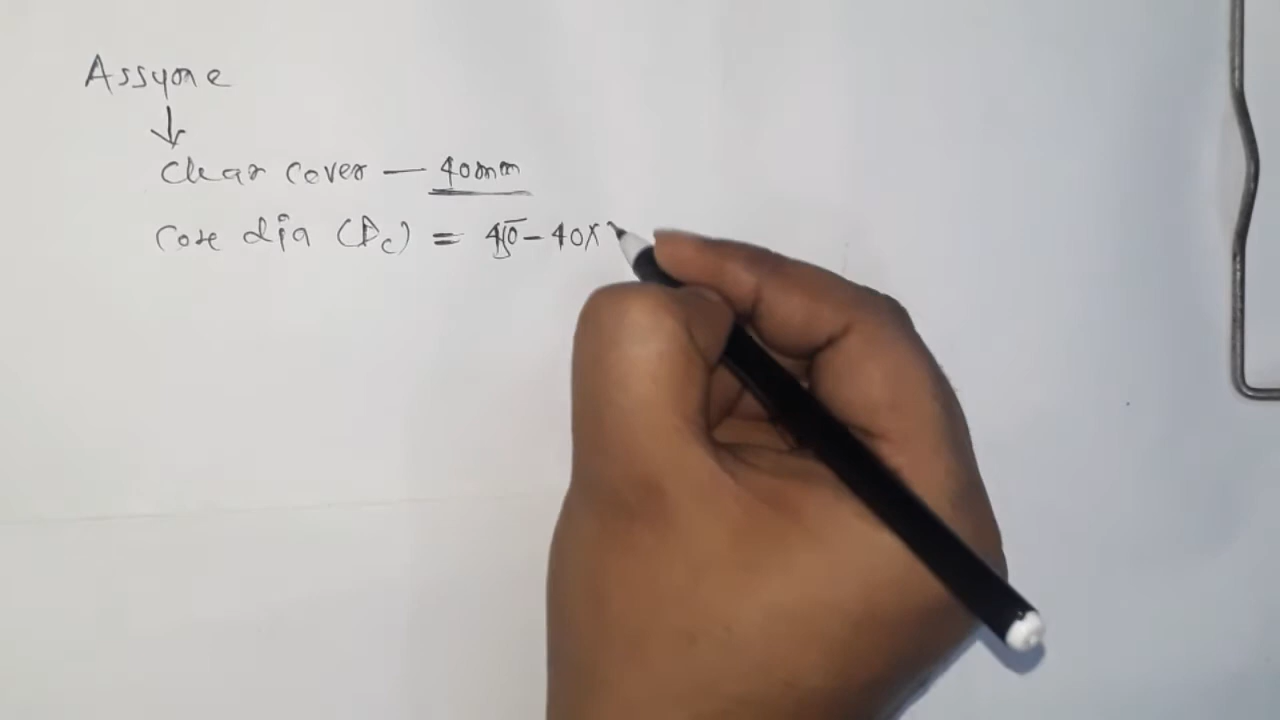 Assume
Clear cover — 40mm
Core dia (Dc) = 450 - 40x